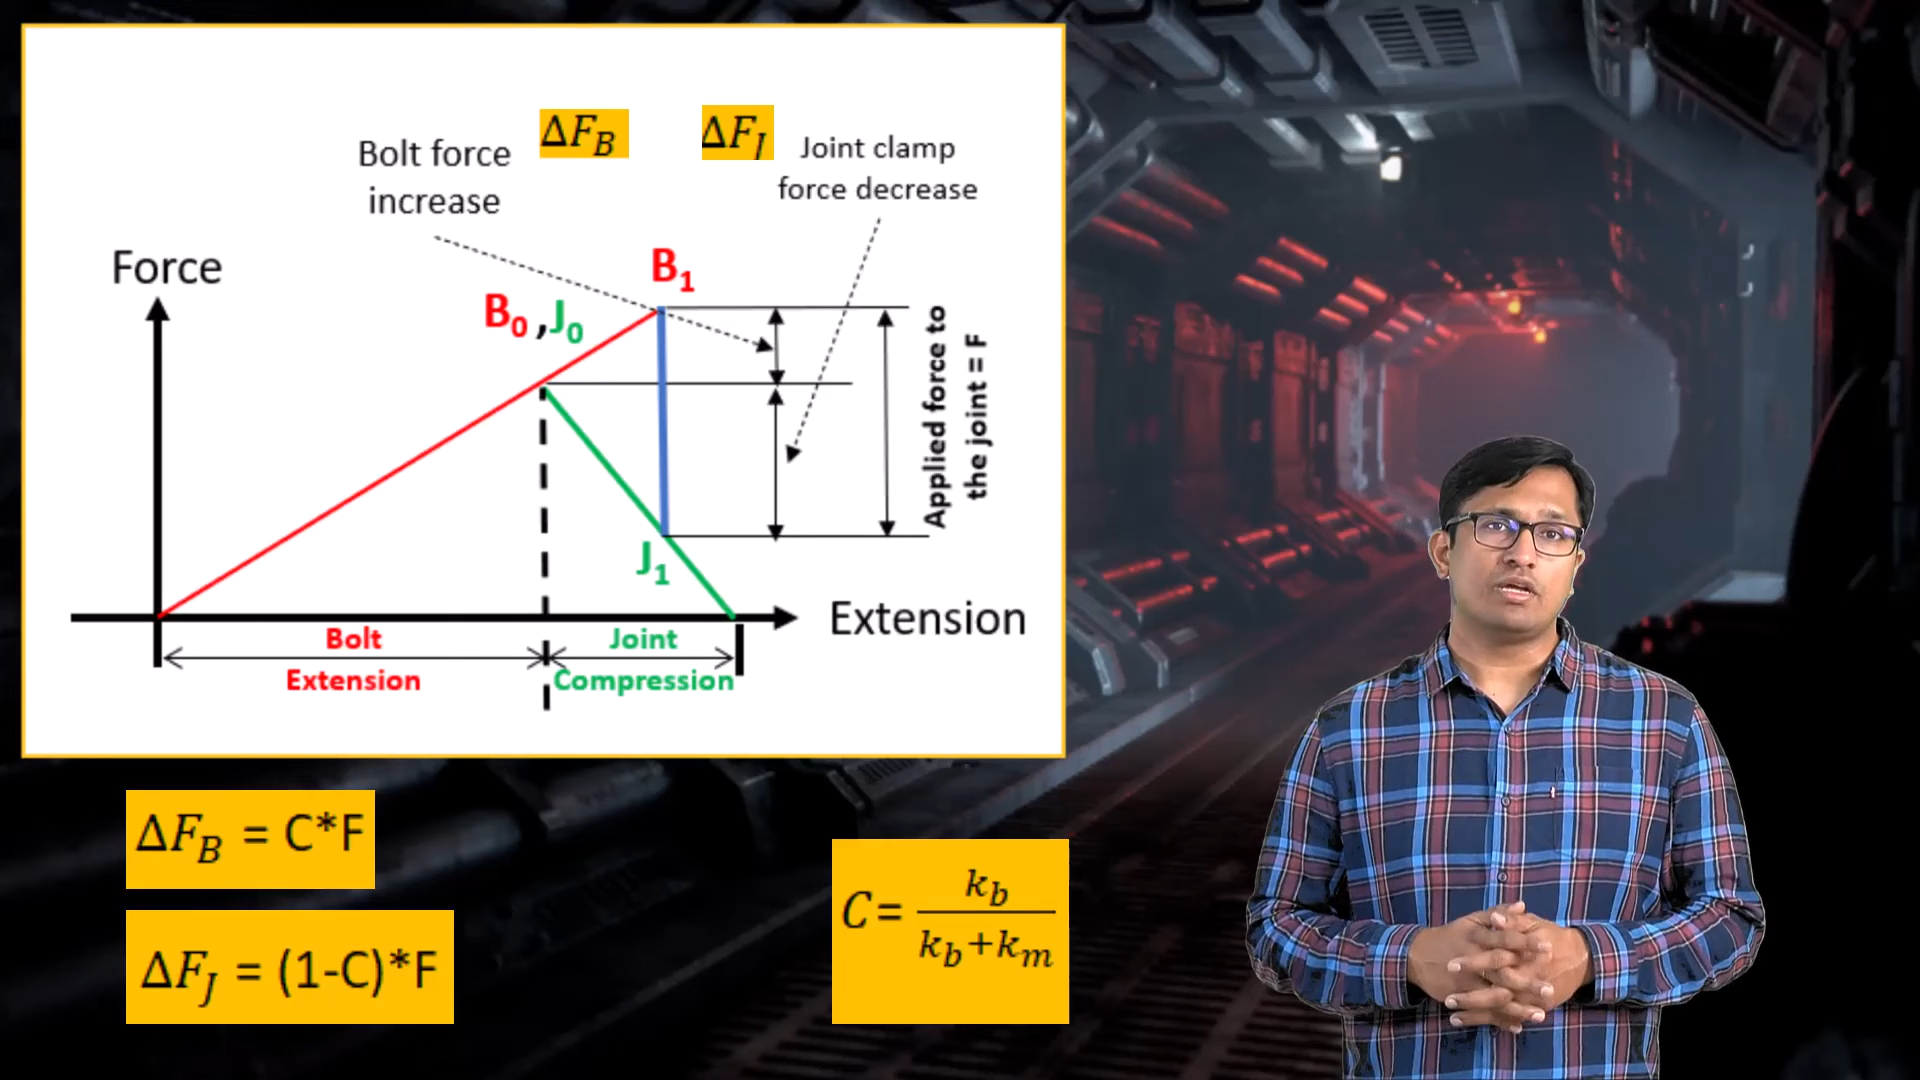 Bolt force
increase
ΔF_B
ΔF_J
Joint clamp
force decrease
Force
B₀ ,J₀
B₁
J₁
Applied force to
the joint = F
Extension
Bolt
Extension
Joint
Compression
ΔF_B = C*F
ΔF_J = (1-C)*F
C= k_b/(k_b+k_m)